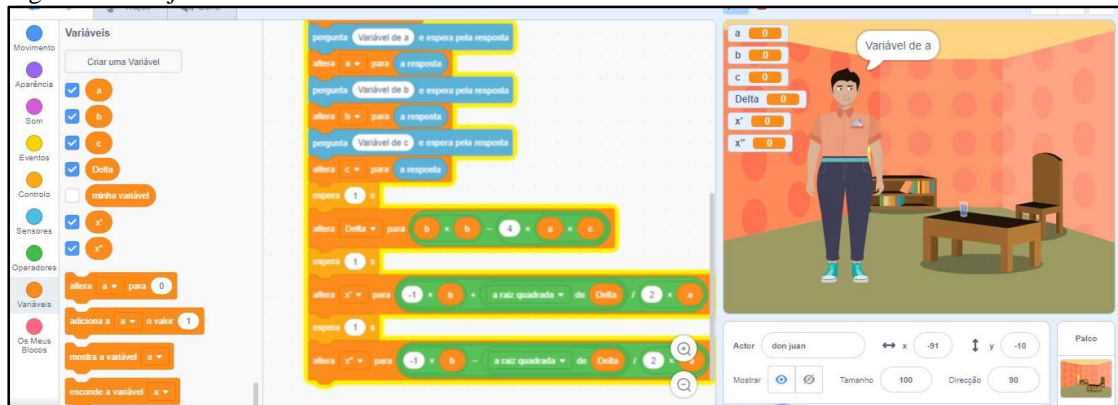 Variáveis
Movimento
Criar uma Variável
Aparência
a
Som
b
c
Eventos
Delta
Controlo
minha variável
Sensores
x'
Operadores
x"
altera a para 0
Variáveis
adiciona a a o valor 1
Os Meus
Blocos
mostra a variável a
esconde a variável a
pergunta Variável de a e espera pela resposta
altera a para a resposta
pergunta Variável de b e espera pela resposta
altera b para a resposta
pergunta Variável de c e espera pela resposta
altera c para a resposta
espera 1 s
altera Delta para b × b - 4 × a × c
espera 1 s
altera x' para -1 × b + a raiz quadrada de Delta / 2 × a
espera 1 s
altera x" para -1 × b - a raiz quadrada de Delta / 2 × a
a 0
b 0
c 0
Delta 0
x' 0
x" 0
Variável de a
Actor don juan x -91 y -10
Mostrar Tamanho 100 Direcção 90
Palco